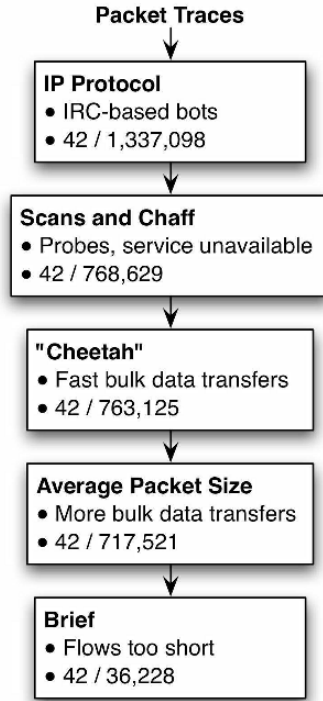 Packet Traces
IP Protocol
● IRC-based bots
● 42 / 1,337,098
Scans and Chaff
● Probes, service unavailable
● 42 / 768,629
"Cheetah"
● Fast bulk data transfers
● 42 / 763,125
Average Packet Size
● More bulk data transfers
● 42 / 717,521
Brief
● Flows too short
● 42 / 36,228